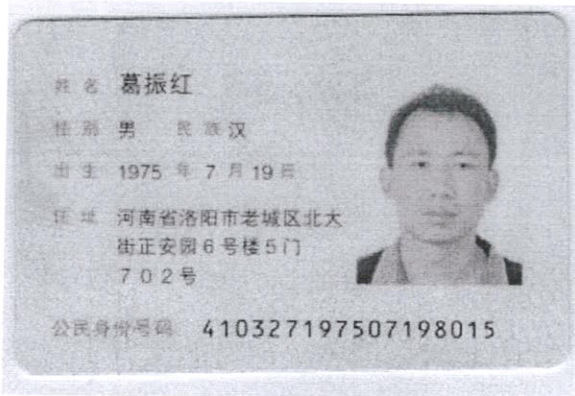 姓名 葛振红
性别 男 民族 汉
出生 1975 年 7 月 19 日
住址 河南省洛阳市老城区北大
街正安园6号楼5门
702号
公民身份号码 410327197507198015